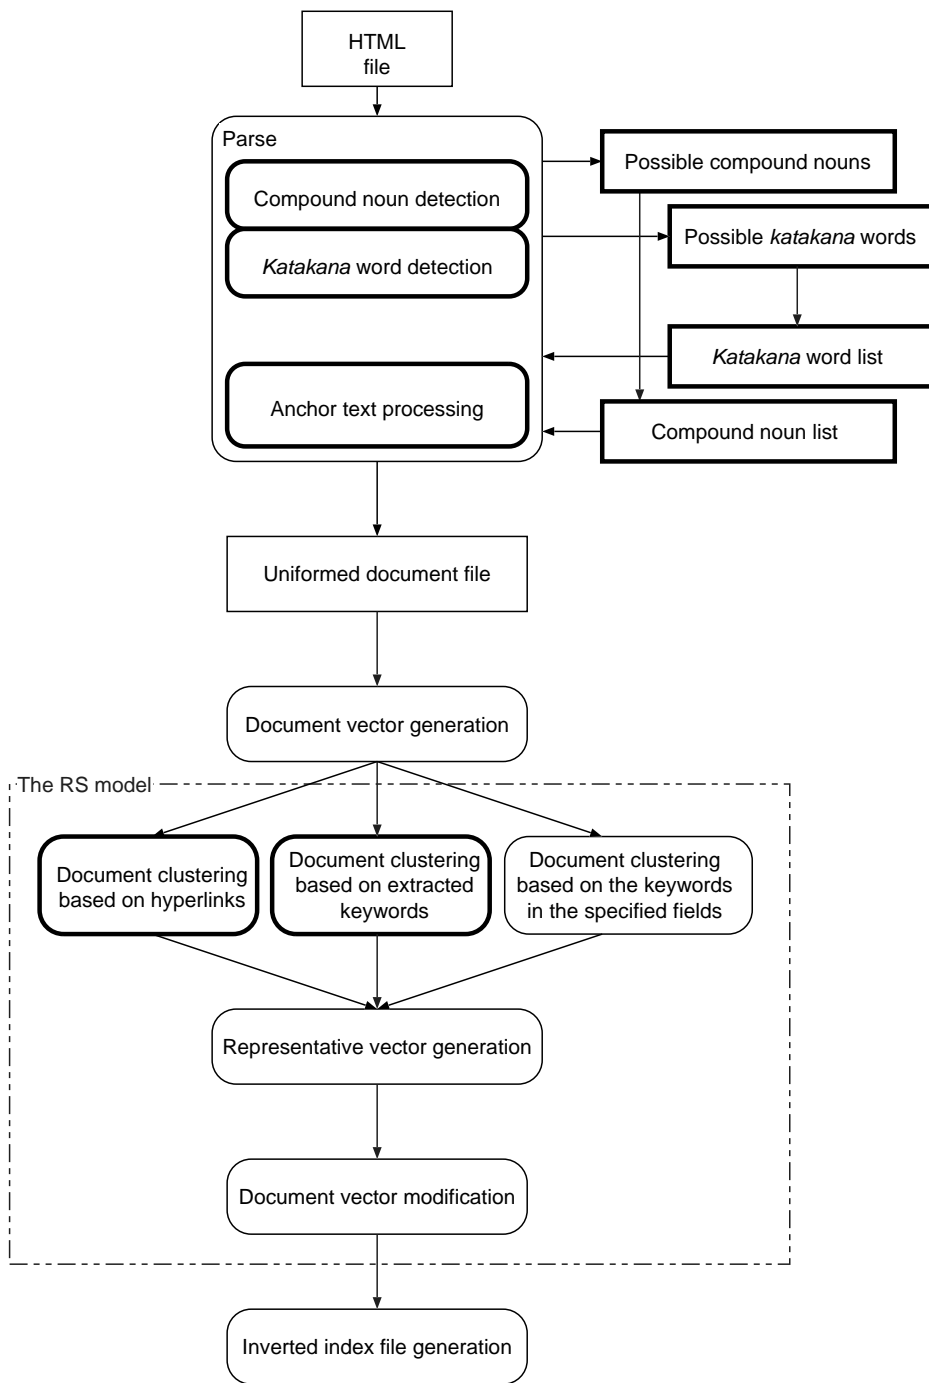 HTML
file
Parse
Compound noun detection
Possible compound nouns
Katakana word detection
Possible katakana words
Katakana word list
Anchor text processing
Compound noun list
Uniformed document file
Document vector generation
The RS model
Document clustering
based on hyperlinks
Document clustering
based on extracted
keywords
Document clustering
based on the keywords
in the specified fields
Representative vector generation
Document vector modification
Inverted index file generation